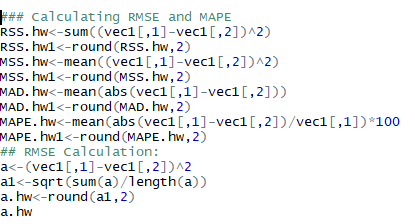 ### Calculating RMSE and MAPE
RSS.hw<-sum((vec1[,1]-vec1[,2])^2)
RSS.hw1<-round(RSS.hw,2)
MSS.hw<-mean((vec1[,1]-vec1[,2])^2)
MSS.hw1<-round(MSS.hw,2)
MAD.hw<-mean(abs(vec1[,1]-vec1[,2]))
MAD.hw1<-round(MAD.hw,2)
MAPE.hw<-mean(abs(vec1[,1]-vec1[,2])/vec1[,1])*100
MAPE.hw1<-round(MAPE.hw,2)
## RMSE Calculation:
a<-(vec1[,1]-vec1[,2])^2
a1<-sqrt(sum(a)/length(a))
a.hw<-round(a1,2)
a.hw